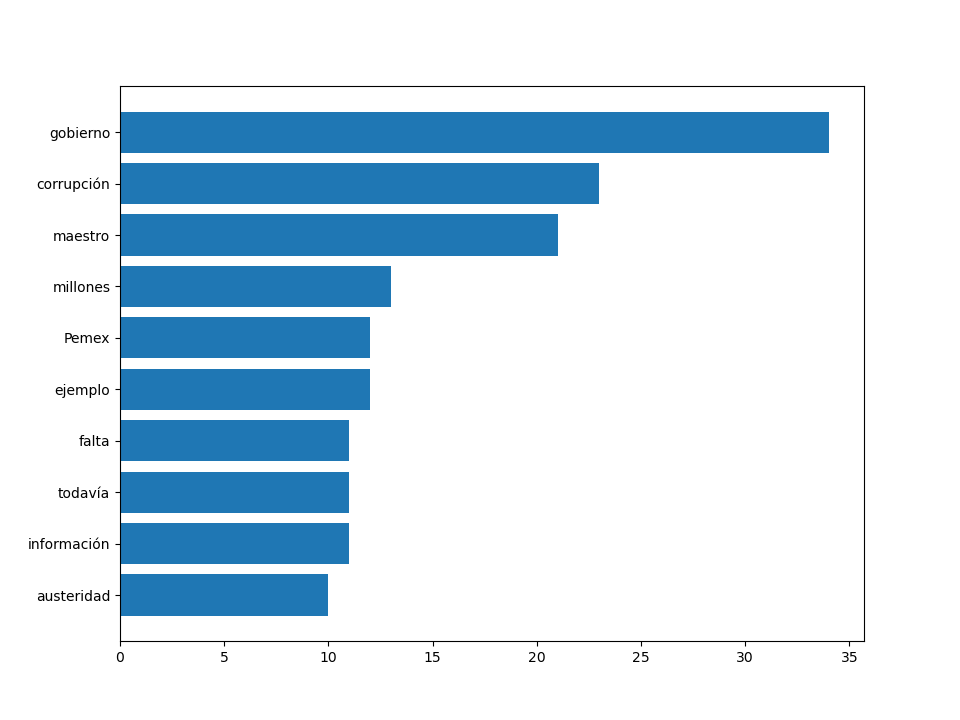 gobierno
corrupción
maestro
millones
Pemex
ejemplo
falta
todavía
información
austeridad
0 5 10 15 20 25 30 35